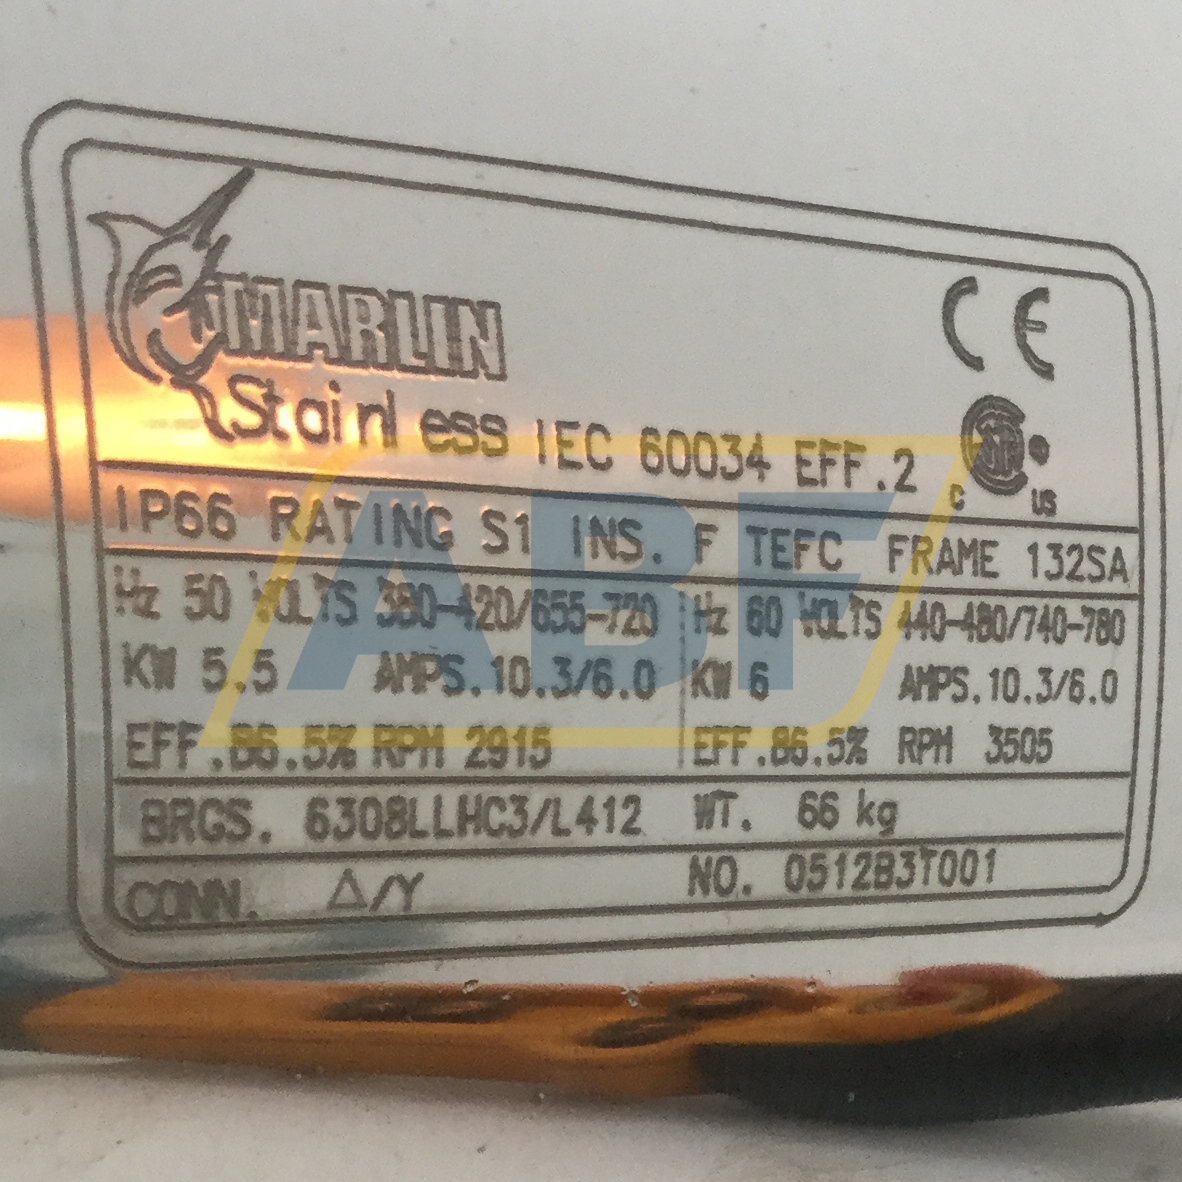 MARLIN
CE
Stainless IEC 60034 EFF.2
C US
IP66 RATING S1 INS. F TEFC FRAME 132SA
Hz 50 VOLTS 380-420/655-720 Hz 60 VOLTS 440-480/740-780
KW 5.5 AMPS.10.3/6.0 KW 6 AMPS.10.3/6.0
EFF.86.5% RPM 2915 EFF.86.5% RPM 3505
BRGS. 6308LLHC3/L412 WT. 66 kg
CONN. Δ/Y NO. 0512B3T001
ABF